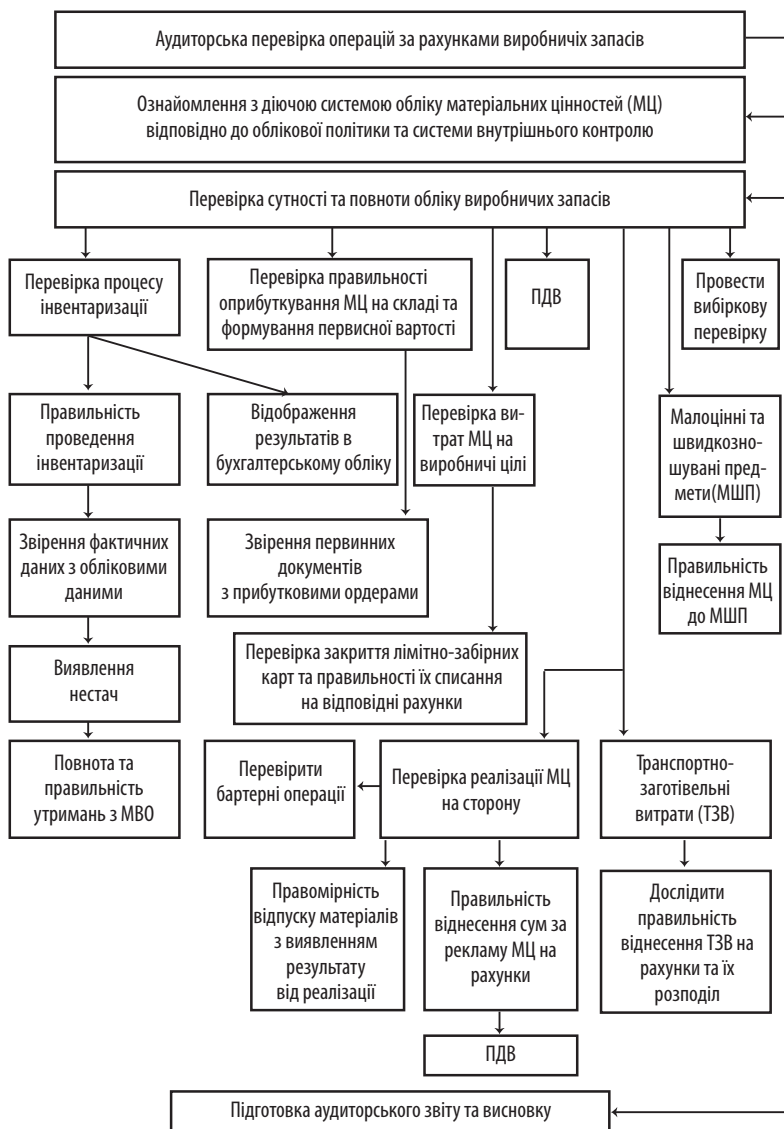 Аудиторська перевірка операцій за рахунками виробничіх запасів
Ознайомлення з діючою системою обліку матеріальних цінностей (МЦ)
відповідно до облікової політики та системи внутрішнього контролю
Перевірка сутності та повноти обліку виробничих запасів
Перевірка процесу
інвентаризації
Перевірка правильності
оприбуткування МЦ на складі та
формування первисної вартості
ПДВ
Провести
вибіркову
перевірку
Правильність
проведення
інвентаризації
Відображення
результатів в
бухгалтерському обліку
Перевірка ви-
трат МЦ на
виробничі цілі
Малоцінні та
швидкозно-
шувані пред-
мети(МШП)
Звірення фактичних
даних з обліковими
даними
Звірення первинних
документів
з прибутковими ордерами
Правильність
віднесення МЦ
до МШП
Виявлення
нестач
Перевірка закриття лімітно-забірних
карт та правильності їх списання
на відповідні рахунки
Повнота та
правильність
утримань з МВО
Перевірити
бартерні операції
Перевірка реалізації МЦ
на сторону
Транспортно-
заготівельні
витрати (ТЗВ)
Правомірність
відпуску матеріалів
з виявленням
результату
від реалізації
Правильність
віднесення сум за
рекламу МЦ на
рахунки
Дослідити
правильність
віднесення ТЗВ на
рахунки та їх
розподіл
ПДВ
Підготовка аудиторського звіту та висновку